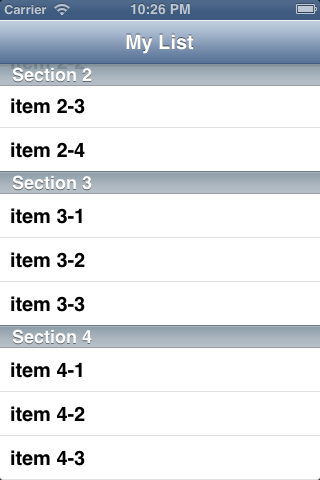 Carrier 10:26 PM
My List
Section 2
item 2-3
item 2-4
Section 3
item 3-1
item 3-2
item 3-3
Section 4
item 4-1
item 4-2
item 4-3